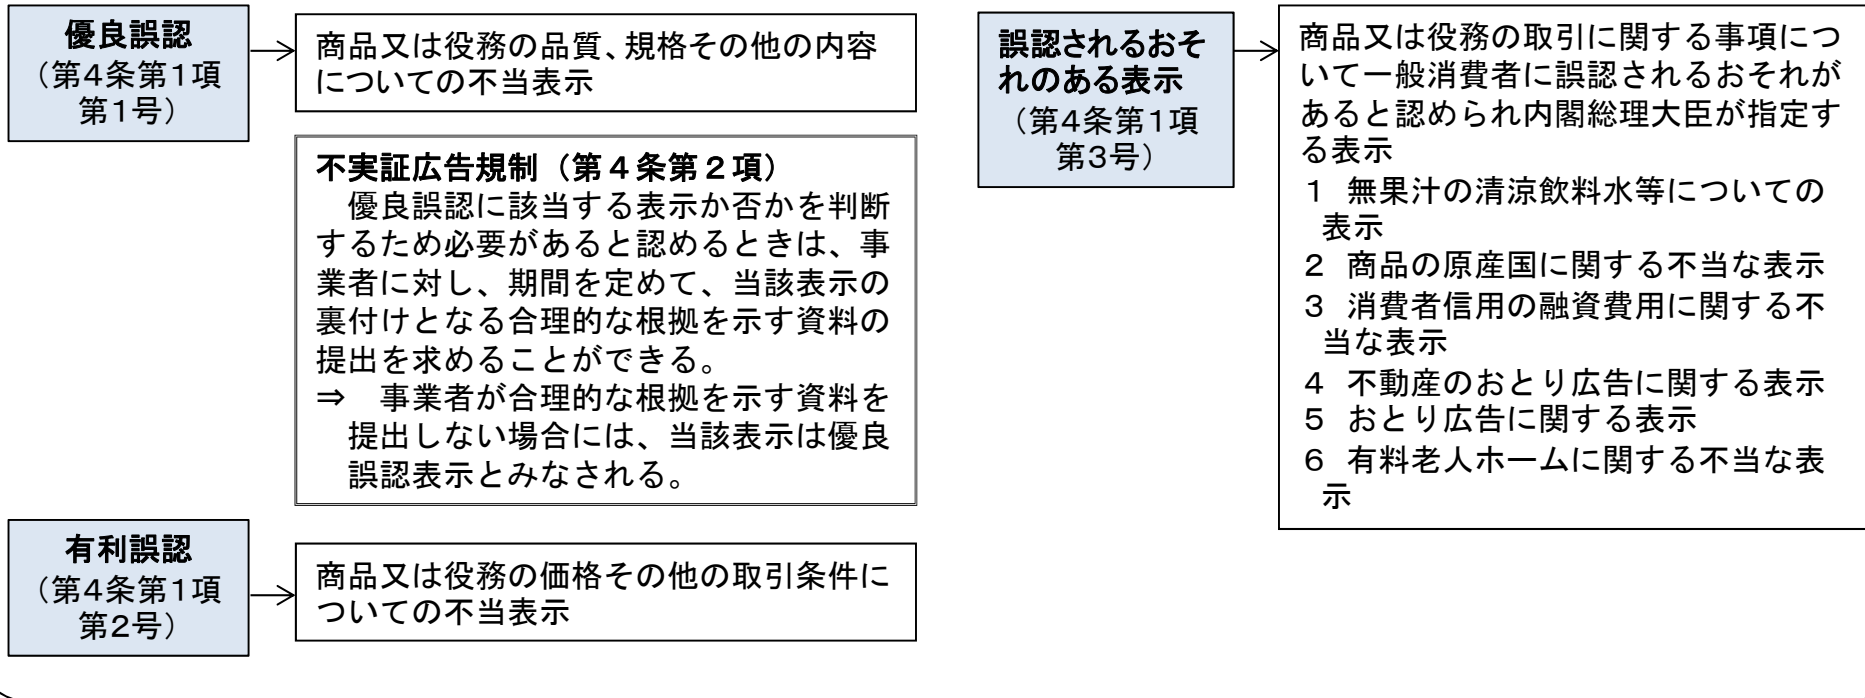 優良誤認
（第4条第1項
第1号）
商品又は役務の品質、規格その他の内容
についての不当表示
不実証広告規制（第４条第２項）
優良誤認に該当する表示か否かを判断
するため必要があると認めるときは、事
業者に対し、期間を定めて、当該表示の
裏付けとなる合理的な根拠を示す資料の
提出を求めることができる。
⇒　事業者が合理的な根拠を示す資料を
提出しない場合には、当該表示は優良
誤認表示とみなされる。
有利誤認
（第4条第1項
第2号）
商品又は役務の価格その他の取引条件に
ついての不当表示
誤認されるおそ
れのある表示
（第4条第1項
第3号）
商品又は役務の取引に関する事項につ
いて一般消費者に誤認されるおそれが
あると認められ内閣総理大臣が指定す
る表示
１　無果汁の清涼飲料水等についての
表示
２　商品の原産国に関する不当な表示
３　消費者信用の融資費用に関する不
当な表示
４　不動産のおとり広告に関する表示
５　おとり広告に関する表示
６　有料老人ホームに関する不当な表
示